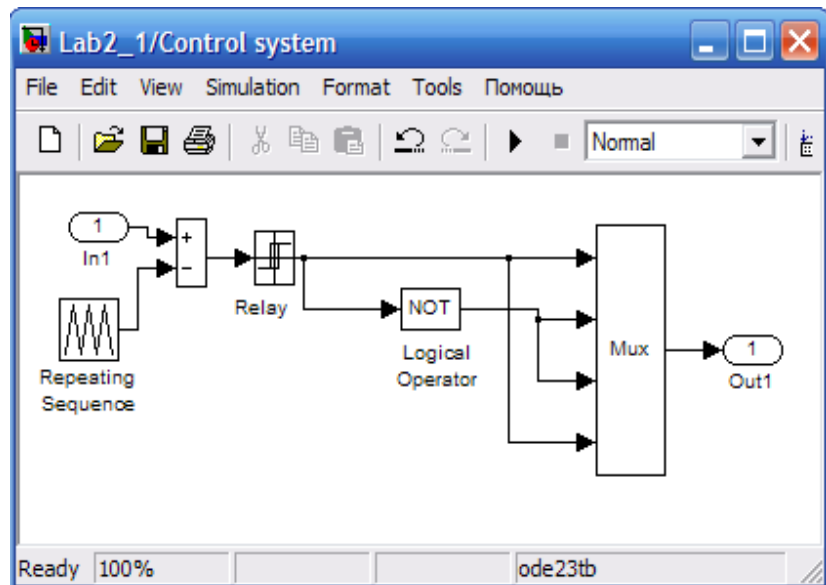 Lab2_1/Control system
File Edit View Simulation Format Tools Помощь
Normal
1
In1
+
−
Relay
Repeating
Sequence
NOT
Logical
Operator
Mux
1
Out1
Ready 100% ode23tb